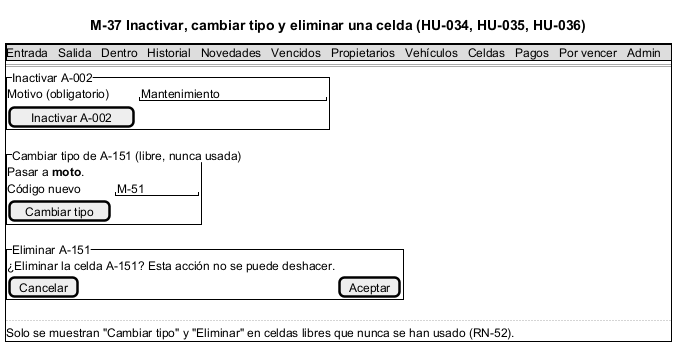 M-37 Inactivar, cambiar tipo y eliminar una celda (HU-034, HU-035, HU-036)
Entrada Salida Dentro Historial Novedades Vencidos Propietarios Vehículos Celdas Pagos Por vencer Admin
Inactivar A-002
Motivo (obligatorio) Mantenimiento
Inactivar A-002
Cambiar tipo de A-151 (libre, nunca usada)
Pasar a moto.
Código nuevo M-51
Cambiar tipo
Eliminar A-151
¿Eliminar la celda A-151? Esta acción no se puede deshacer.
Cancelar Aceptar
Solo se muestran "Cambiar tipo" y "Eliminar" en celdas libres que nunca se han usado (RN-52).